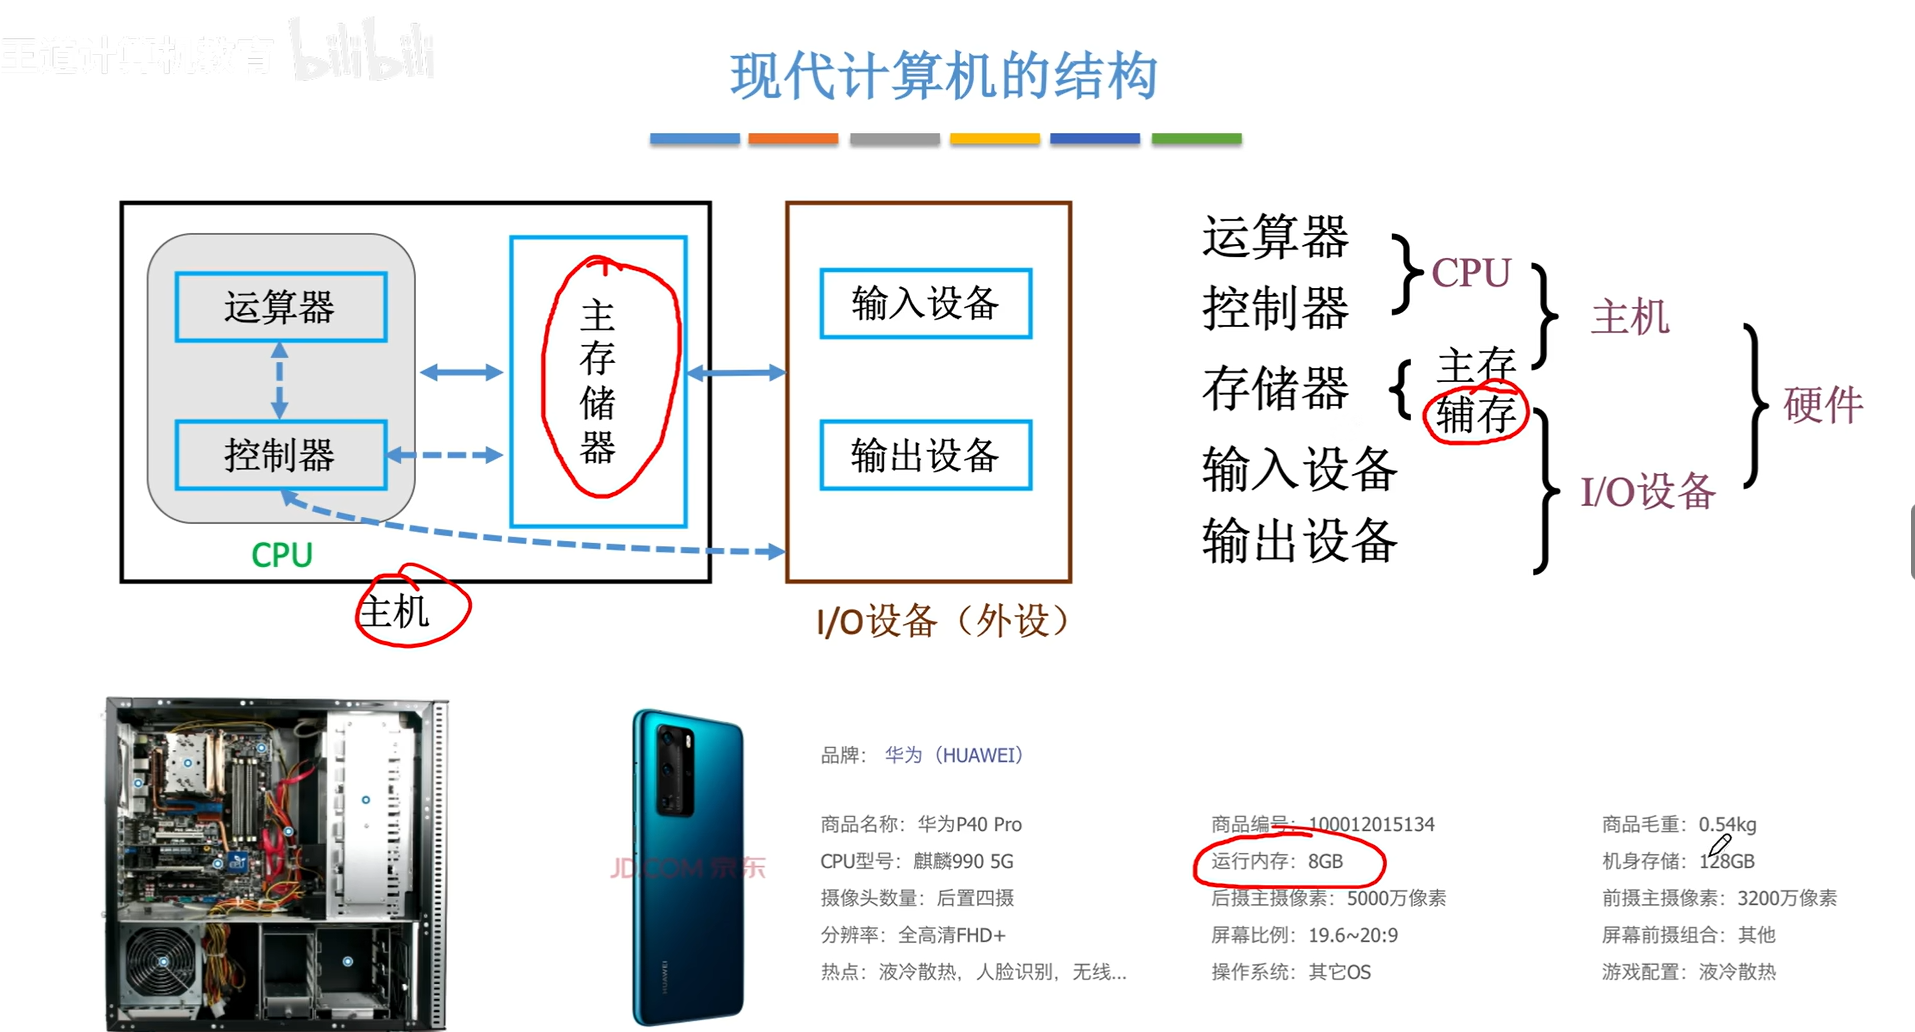 王道计算机教育 bilibili
现代计算机的结构
运算器
控制器
CPU
主存储器
主机
输入设备
输出设备
I/O设备（外设）
运算器
控制器
CPU
存储器
主存
辅存
主机
输入设备
输出设备
I/O设备
硬件
JD.COM 京东
HUAWEI
品牌： 华为（HUAWEI）
商品名称：华为P40 Pro 商品编号：100012015134 商品毛重：0.54kg
CPU型号：麒麟990 5G 运行内存：8GB 机身存储：128GB
摄像头数量：后置四摄 后摄主摄像素：5000万像素 前摄主摄像素：3200万像素
分辨率：全高清FHD+ 屏幕比例：19.6~20:9 屏幕前摄组合：其他
热点：液冷散热，人脸识别，无线... 操作系统：其它OS 游戏配置：液冷散热